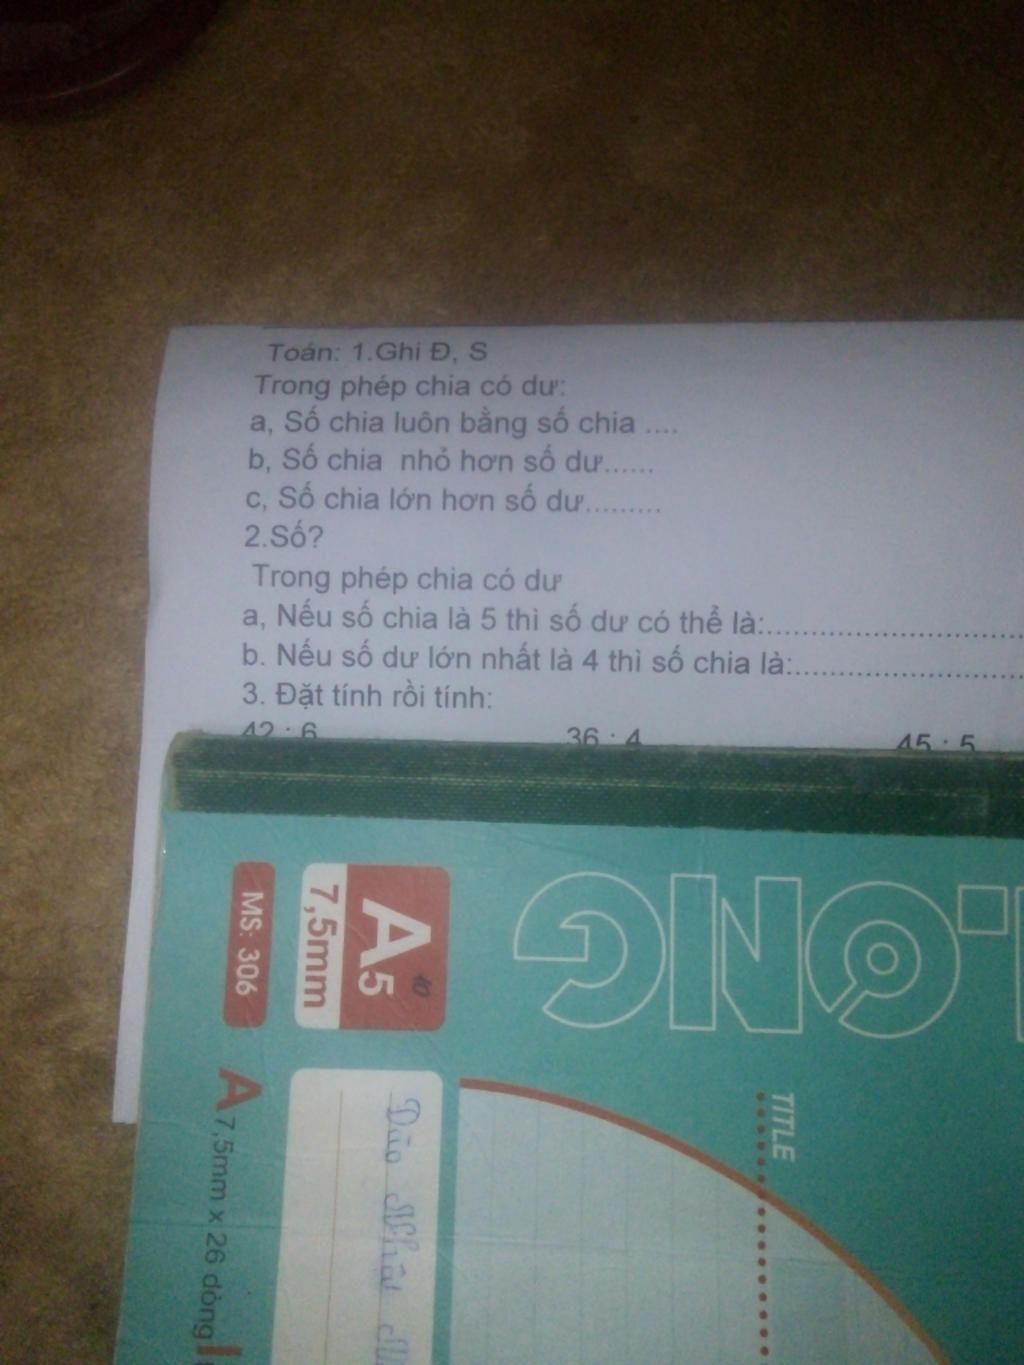 Toán: 1.Ghi Đ, S
Trong phép chia có dư:
a, Số chia luôn bằng số chia ....
b, Số chia nhỏ hơn số dư......
c, Số chia lớn hơn số dư.........
2.Số?
Trong phép chia có dư
a, Nếu số chia là 5 thì số dư có thể là:..............................
b. Nếu số dư lớn nhất là 4 thì số chia là:...........................
3. Đặt tính rồi tính:
42 : 6 36 : 4 45 : 5
ONG
A5
10
7,5mm
MS: 306
A 7,5mm x 26 dòng
TITLE
Đào Nhật